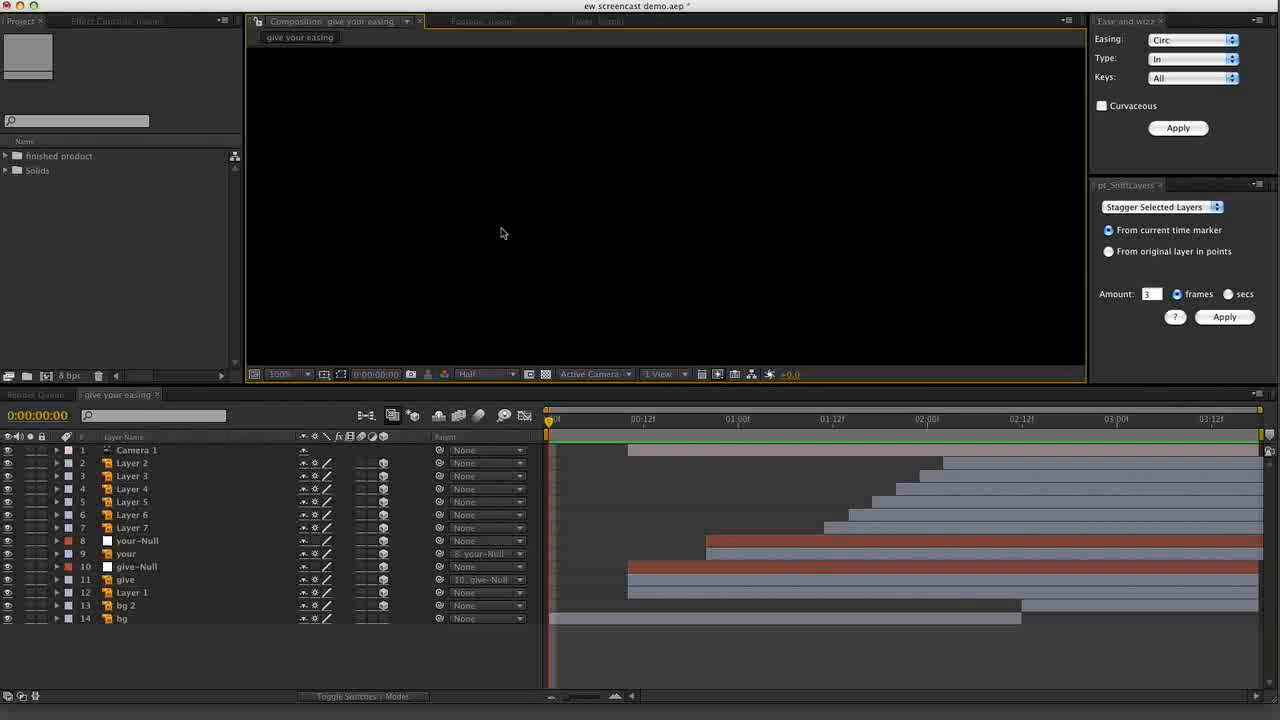 ew screencast demo.aep *
Project
Effect Controls: (none)
Composition: give your easing
Footage: (none)
Layer: (none)
Ease and wizz
give your easing
Easing: Circ
Type: In
Keys: All
Curvaceous
Apply
Name
finished product
Solids
pt_ShiftLayers
Stagger Selected Layers
From current time marker
From original layer in points
Amount: 3 frames secs
? Apply
8 bpc
100%
0:00:00:00
Half
Active Camera
1 View
+0.0
Render Queue
give your easing
0:00:00:00
00:12f 01:00f 01:12f 02:00f 02:12f 03:00f 03:12f
# Layer Name Parent
1 Camera 1 None
2 Layer 2 None
3 Layer 3 None
4 Layer 4 None
5 Layer 5 None
6 Layer 6 None
7 Layer 7 None
8 your-Null None
9 your 8. your-Null
10 give-Null None
11 give 10. give-Null
12 Layer 1 None
13 bg 2 None
14 bg None
Toggle Switches / Modes